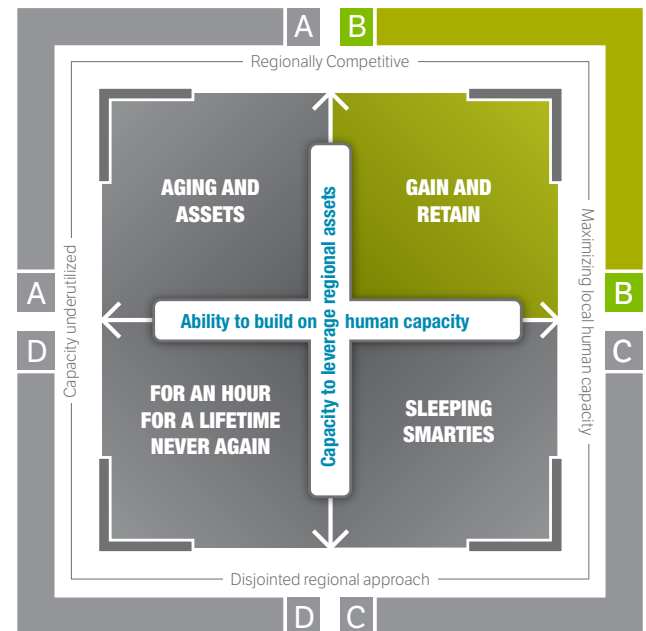 A B
Regionally Competitive
AGING AND
ASSETS
GAIN AND
RETAIN
Capacity to leverage regional assets
Ability to build on human capacity
Capacity underutilized
Maximizing local human capacity
A
B
D
C
FOR AN HOUR
FOR A LIFETIME
NEVER AGAIN
SLEEPING
SMARTIES
Disjointed regional approach
D C